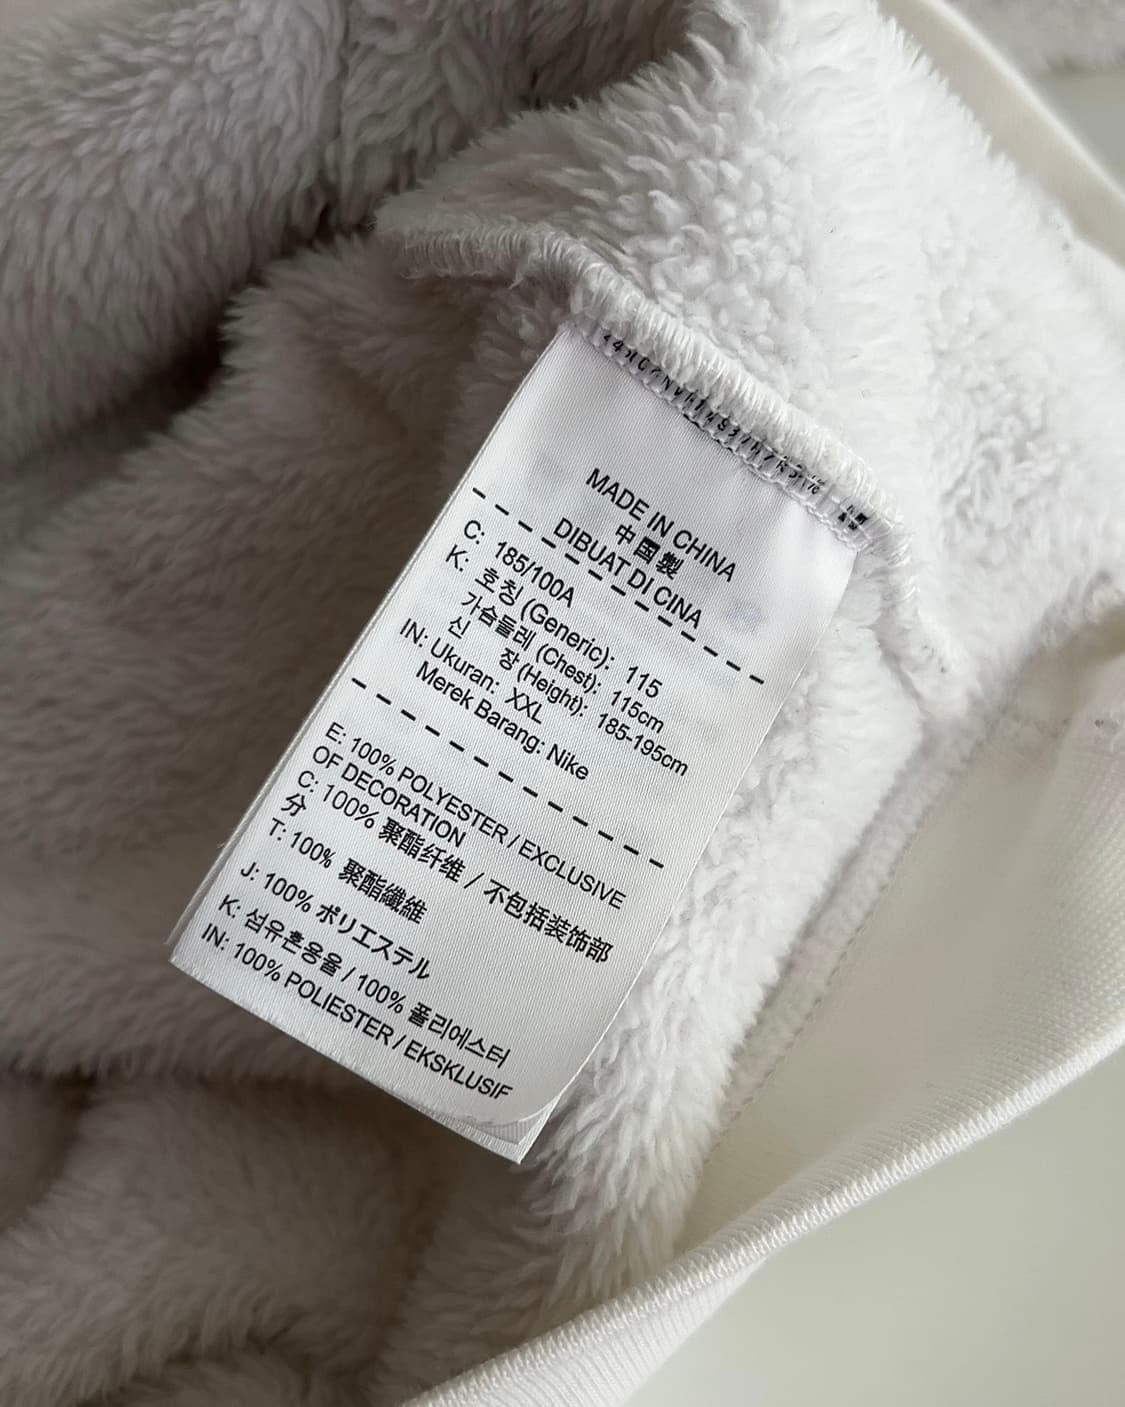 MADE IN CHINA
中国製
DIBUAT DI CINA
C: 185/100A
K: 호칭 (Generic): 115
가슴둘레 (Chest): 115cm
신 장 (Height): 185-195cm
IN: Ukuran: XXL
Merek Barang: Nike
E: 100% POLYESTER / EXCLUSIVE
OF DECORATION
C: 100% 聚酯纤维 / 不包括装饰部
分
T: 100% 聚酯纖維
J: 100% ポリエステル
K: 섬유혼용율 / 100% 폴리에스터
IN: 100% POLIESTER / EKSKLUSIF